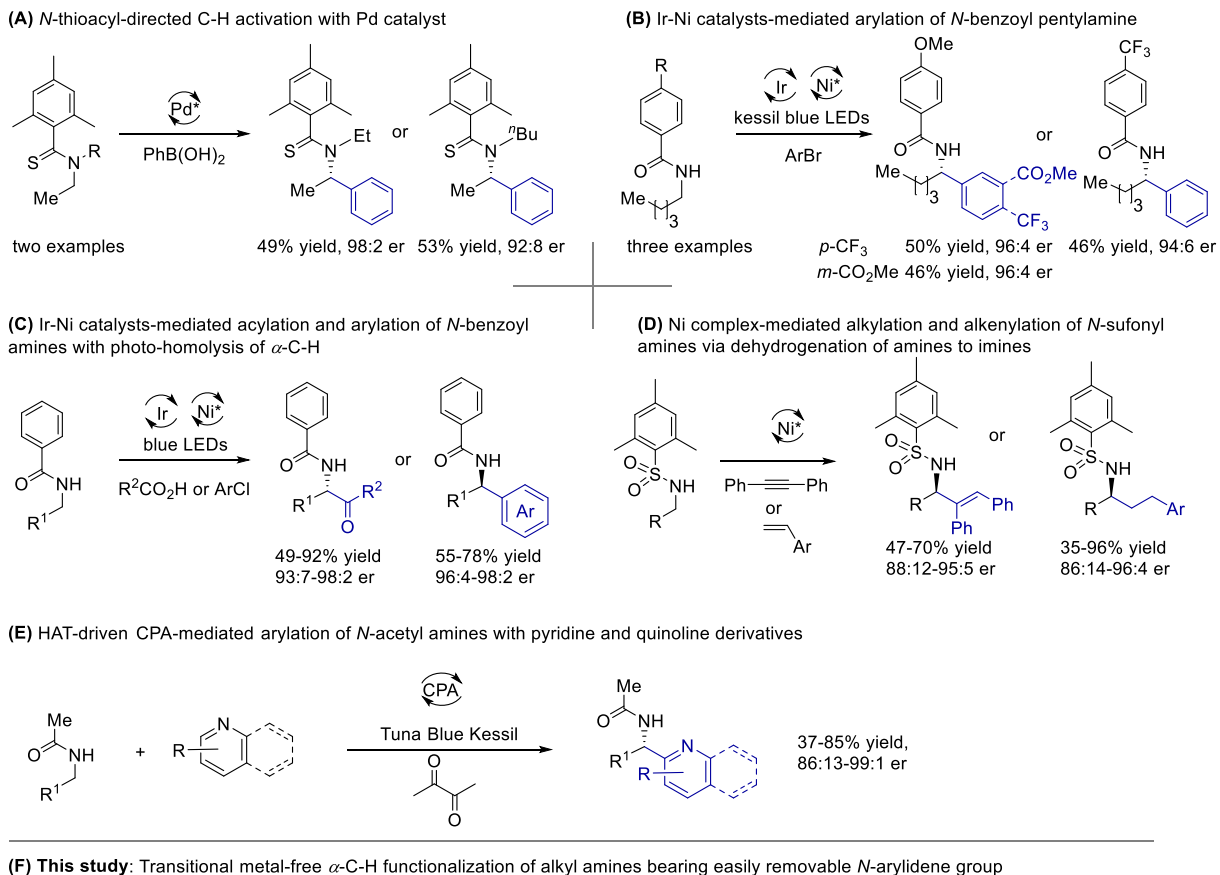 (A) N-thioacyl-directed C-H activation with Pd catalyst
Pd*
PhB(OH)2
S
N
R
Me
two examples
S
N
Et
Me
49% yield, 98:2 er
or
S
N
nBu
Me
53% yield, 92:8 er
(B) Ir-Ni catalysts-mediated arylation of N-benzoyl pentylamine
R
O
NH
Me
3
three examples
Ir
Ni*
kessil blue LEDs
ArBr
OMe
O
NH
Me
3
CO2Me
CF3
p-CF3 50% yield, 96:4 er
m-CO2Me 46% yield, 96:4 er
or
CF3
O
NH
Me
3
46% yield, 94:6 er
(C) Ir-Ni catalysts-mediated acylation and arylation of N-benzoyl
amines with photo-homolysis of α-C-H
O
NH
R1
Ir
Ni*
blue LEDs
R2CO2H or ArCl
O
NH
R1
R2
O
49-92% yield
93:7-98:2 er
or
O
NH
R1
Ar
55-78% yield
96:4-98:2 er
(D) Ni complex-mediated alkylation and alkenylation of N-sufonyl
amines via dehydrogenation of amines to imines
O
S
O
NH
R
Ni*
Ph
Ph
or
Ar
O
S
O
NH
R
Ph
Ph
47-70% yield
88:12-95:5 er
or
O
S
O
NH
R
Ar
35-96% yield
86:14-96:4 er
(E) HAT-driven CPA-mediated arylation of N-acetyl amines with pyridine and quinoline derivatives
Me
O
NH
R1
+
N
R
CPA
Tuna Blue Kessil
O
O
Me
O
NH
R1
N
R
37-85% yield,
86:13-99:1 er
(F) This study: Transitional metal-free α-C-H functionalization of alkyl amines bearing easily removable N-arylidene group